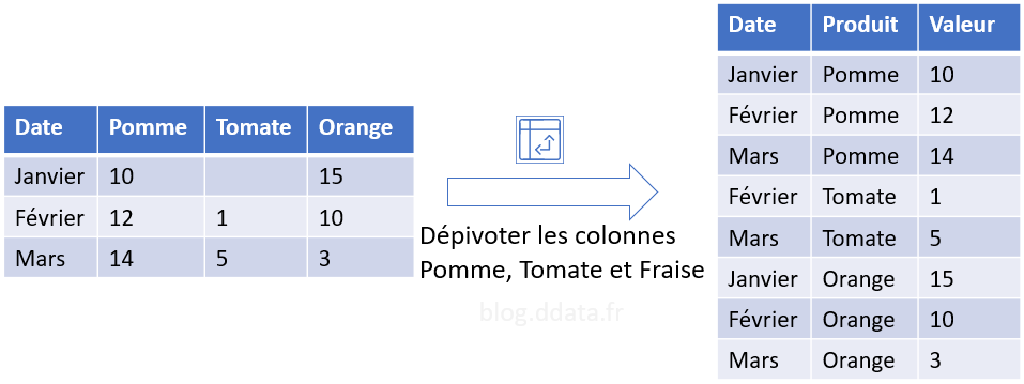 Date Pomme Tomate Orange
Janvier 10 15
Février 12 1 10
Mars 14 5 3
Dépivoter les colonnes
Pomme, Tomate et Fraise
blog.ddata.fr
Date Produit Valeur
Janvier Pomme 10
Février Pomme 12
Mars Pomme 14
Février Tomate 1
Mars Tomate 5
Janvier Orange 15
Février Orange 10
Mars Orange 3